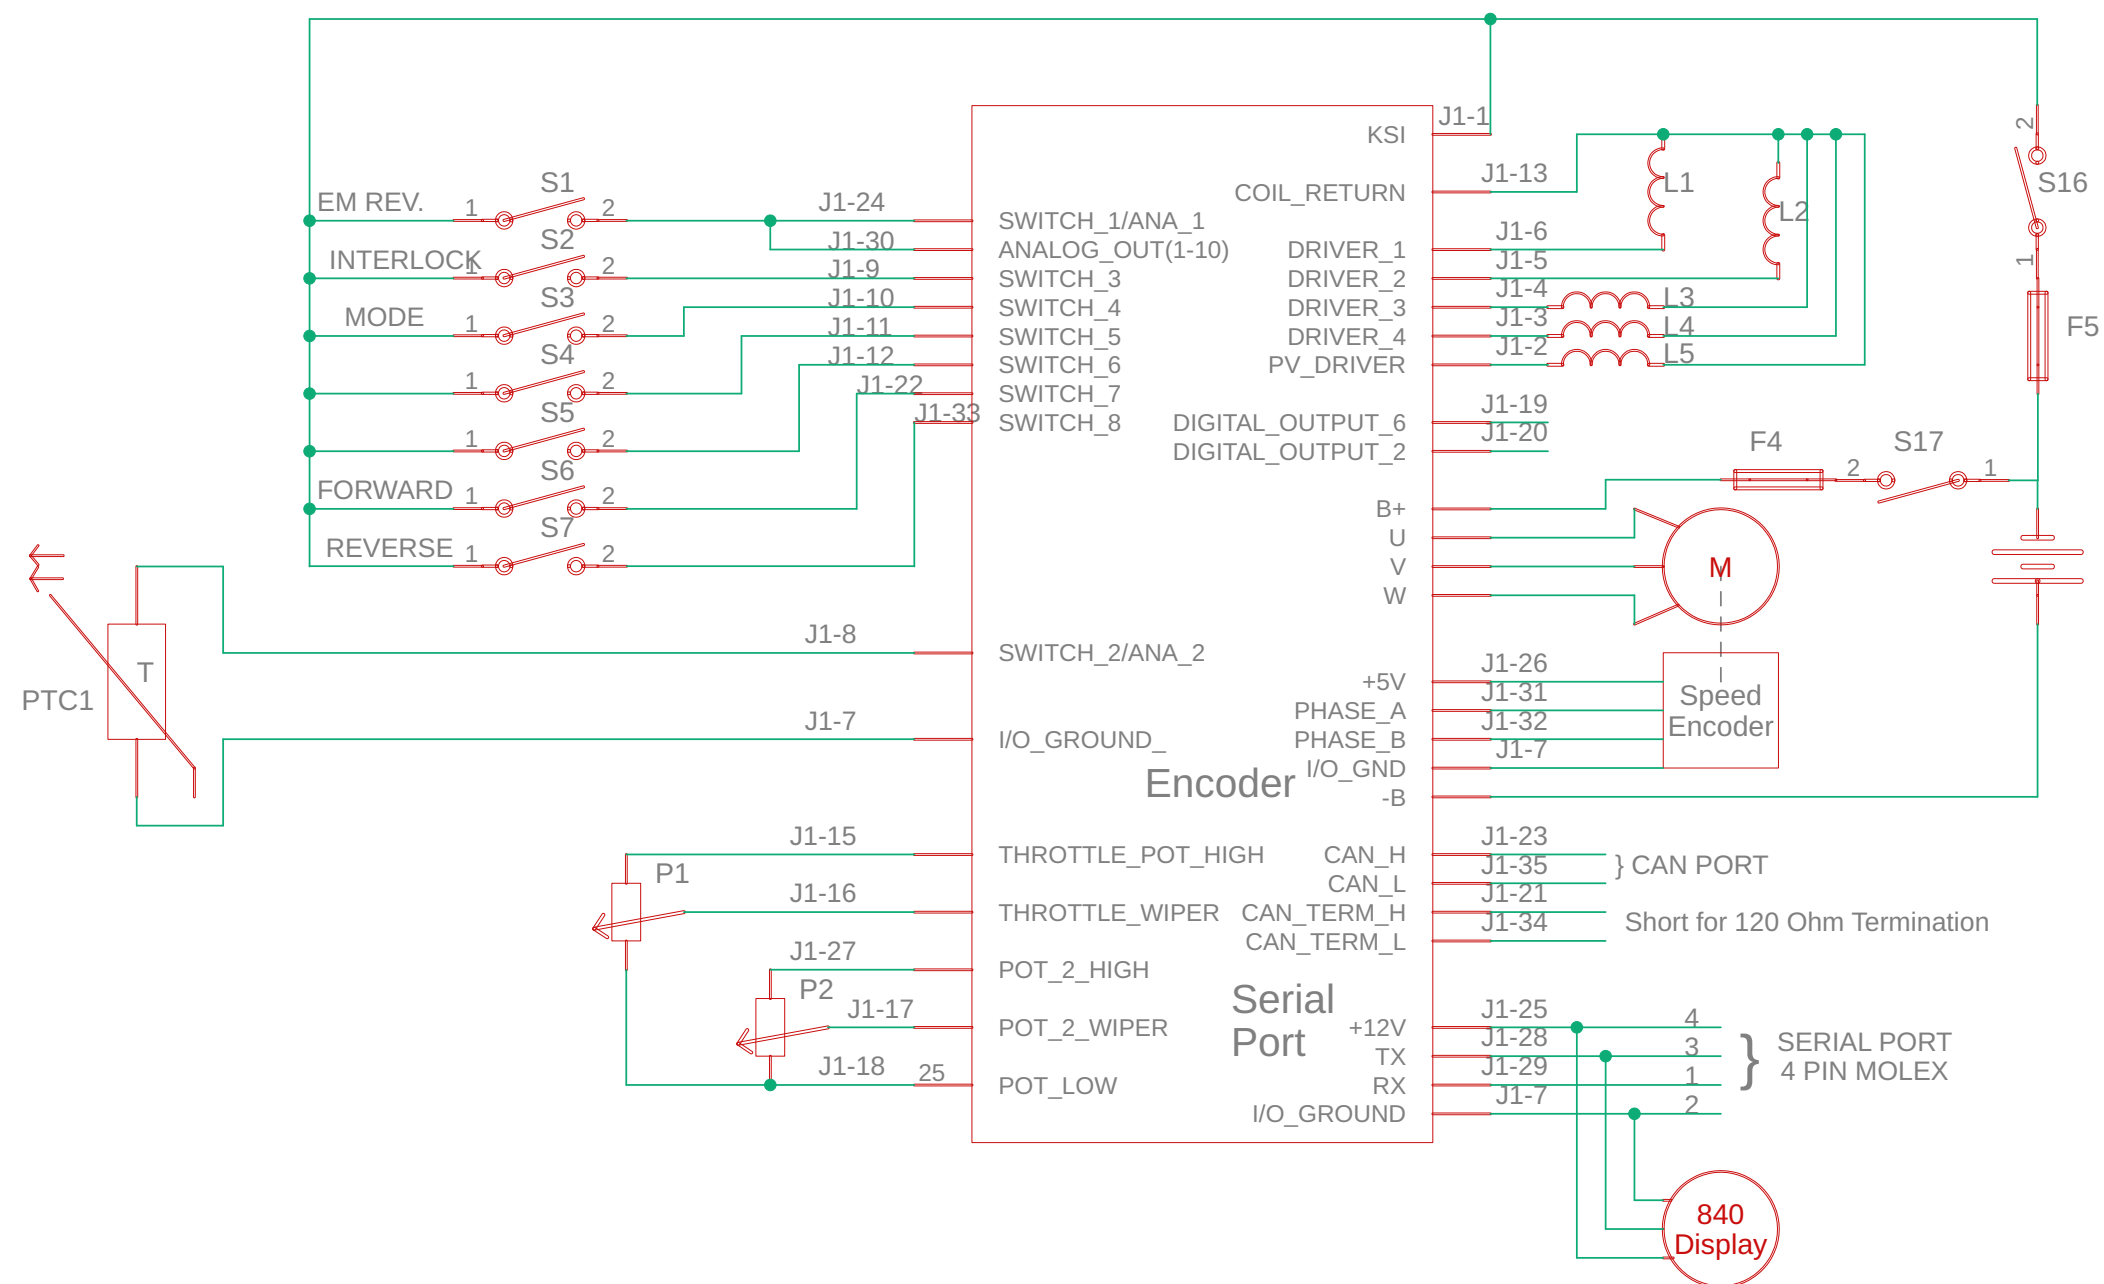 J1-1
KSI
2
S16
1
F5
J1-13
COIL_RETURN
L1
L2
EM REV.
1
S1
2
J1-24
SWITCH_1/ANA_1
J1-30
ANALOG_OUT(1-10)
INTERLOCK
1
S2
2
J1-9
SWITCH_3
MODE
1
S3
2
J1-10
SWITCH_4
1
S4
2
J1-11
SWITCH_5
1
S5
2
J1-12
SWITCH_6
FORWARD
1
S6
2
J1-22
SWITCH_7
REVERSE
1
S7
2
J1-33
SWITCH_8
J1-6
DRIVER_1
J1-5
DRIVER_2
J1-4
DRIVER_3
L3
J1-3
DRIVER_4
L4
J1-2
PV_DRIVER
L5
J1-19
DIGITAL_OUTPUT_6
J1-20
DIGITAL_OUTPUT_2
F4
2
S17
1
B+
U
V
W
M
PTC1
T
J1-8
SWITCH_2/ANA_2
J1-7
I/O_GROUND_
J1-26
+5V
J1-31
PHASE_A
J1-32
PHASE_B
J1-7
I/O_GND
Speed
Encoder
Encoder
-B
P1
J1-15
THROTTLE_POT_HIGH
J1-16
THROTTLE_WIPER
P2
J1-27
POT_2_HIGH
J1-17
POT_2_WIPER
J1-18
25
POT_LOW
J1-23
CAN_H
J1-35
CAN_L
} CAN PORT
J1-21
CAN_TERM_H
J1-34
CAN_TERM_L
Short for 120 Ohm Termination
Serial
Port
J1-25
+12V
4
J1-28
TX
3
J1-29
RX
1
J1-7
I/O_GROUND
2
}
SERIAL PORT
4 PIN MOLEX
840
Display